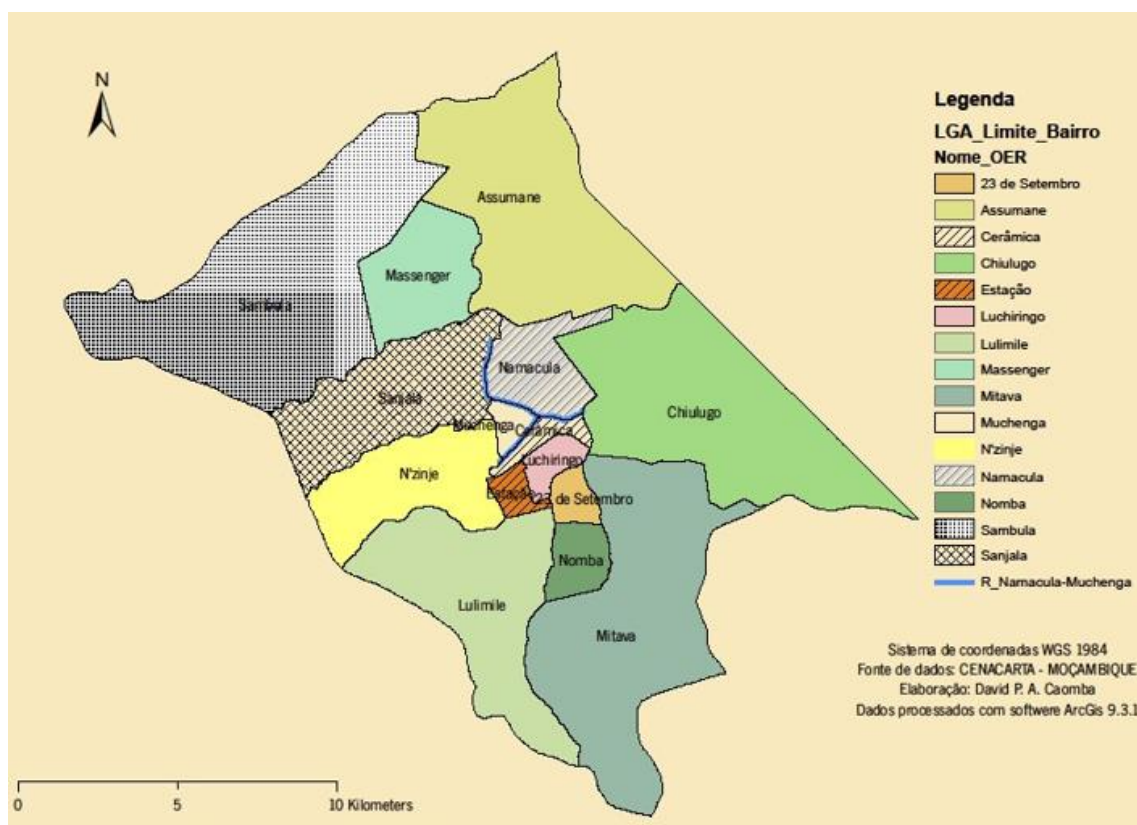 N
Assumane
Massenger
Sambula
Namacula
Sanjala
Chiulugo
Muchenga
Cerâmica
Luchiringo
N'zinje
Estação
23 de Setembro
Nomba
Lulimile
Mitava
0 5 10 Kilometers
Legenda
LGA_Limite_Bairro
Nome_OER
23 de Setembro
Assumane
Cerâmica
Chiulugo
Estação
Luchiringo
Lulimile
Massenger
Mitava
Muchenga
N'zinje
Namacula
Nomba
Sambula
Sanjala
R_Namacula-Muchenga
Sistema de coordenadas WGS 1984
Fonte de dados: CENACARTA - MOÇAMBIQUE
Elaboração: David P. A. Caomba
Dados processados com softwere ArcGis 9.3.1